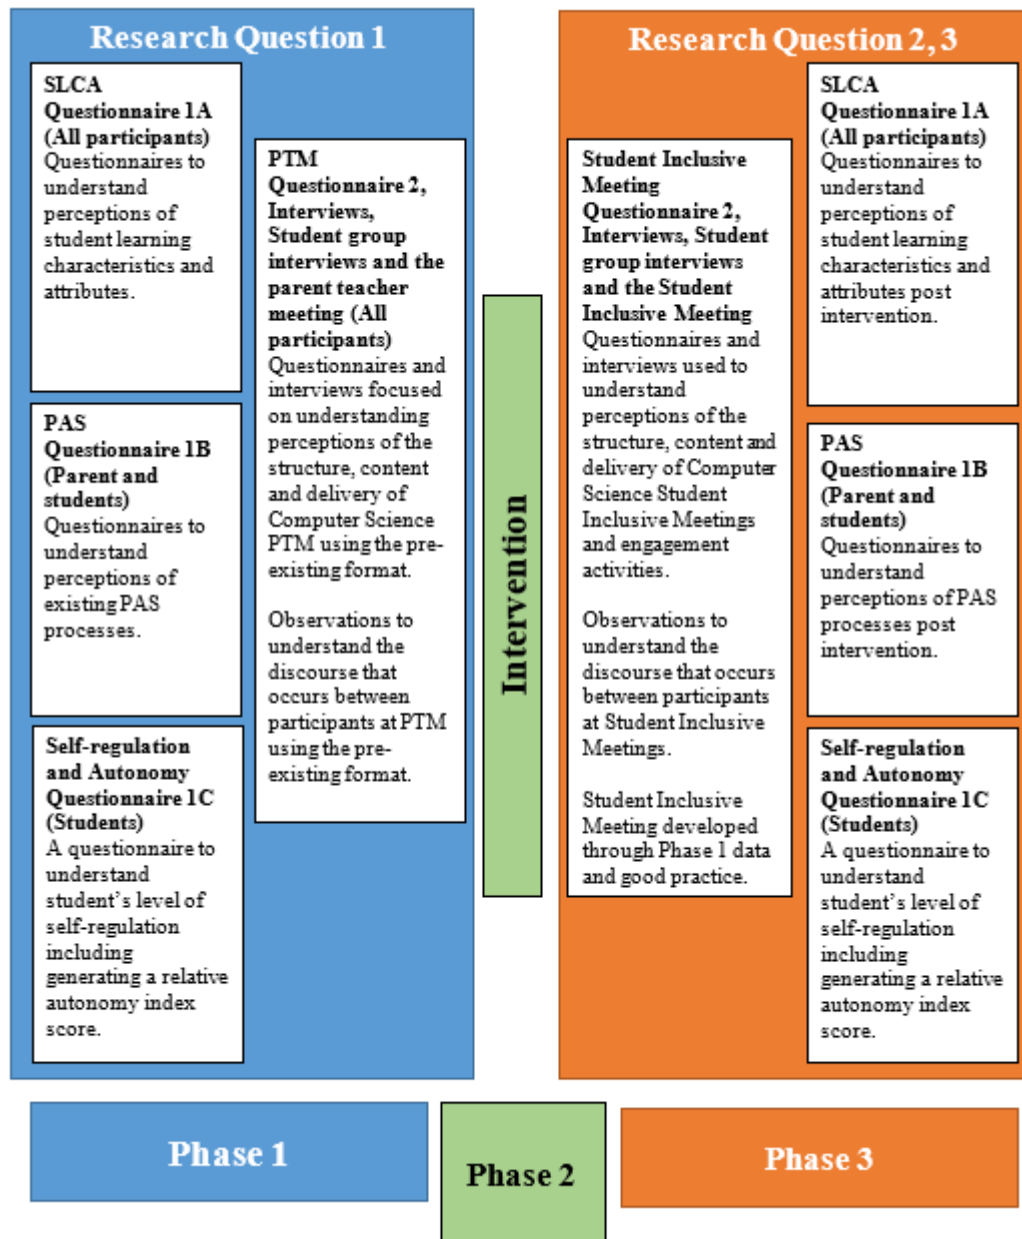 Research Question 1
SLCA
Questionnaire 1A
(All participants)
Questionnaires to
understand
perceptions of
student learning
characteristics and
attributes.
PAS
Questionnaire 1B
(Parent and
students)
Questionnaires to
understand
perceptions of
existing PAS
processes.
Self-regulation
and Autonomy
Questionnaire 1C
(Students)
A questionnaire to
understand
student's level of
self-regulation
including
generating a relative
autonomy index
score.
PTM
Questionnaire 2,
Interviews,
Student group
interviews and the
parent teacher
meeting (All
participants)
Questionnaires and
interviews focused
on understanding
perceptions of the
structure, content
and delivery of
Computer Science
PTM using the pre-
existing format.
Observations to
understand the
discourse that
occurs between
participants at PTM
using the pre-
existing format.
Intervention
Research Question 2, 3
Student Inclusive
Meeting
Questionnaire 2,
Interviews, Student
group interviews
and the Student
Inclusive Meeting
Questionnaires and
interviews used to
understand
perceptions of the
structure, content and
delivery of Computer
Science Student
Inclusive Meetings
and engagement
activities.
Observations to
understand the
discourse that occurs
between participants
at Student Inclusive
Meetings.
Student Inclusive
Meeting developed
through Phase 1 data
and good practice.
SLCA
Questionnaire 1A
(All participants)
Questionnaires to
understand
perceptions of
student learning
characteristics and
attributes post
intervention.
PAS
Questionnaire 1B
(Parent and
students)
Questionnaires to
understand
perceptions of PAS
processes post
intervention.
Self-regulation
and Autonomy
Questionnaire 1C
(Students)
A questionnaire to
understand
student's level of
self-regulation
including
generating a relative
autonomy index
score.
Phase 1
Phase 2
Phase 3